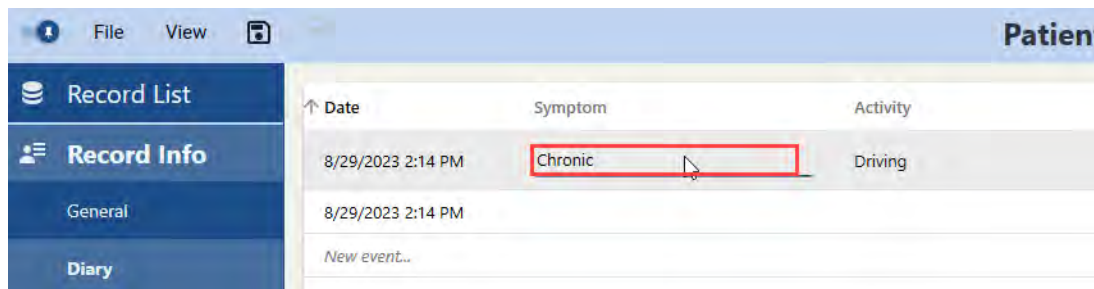 File View Patien
Record List
↑ Date Symptom Activity
Record Info
8/29/2023 2:14 PM Chronic Driving
General
8/29/2023 2:14 PM
New event...
Diary